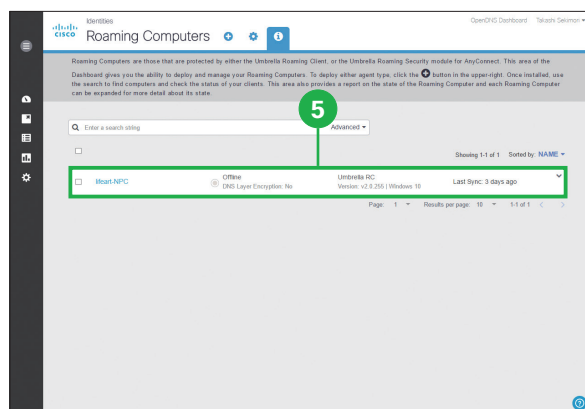 Identities
OpenDNS Dashboard Takashi Sekimon
CISCO
Roaming Computers
Roaming Computers are those that are protected by either the Umbrella Roaming Client, or the Umbrella Roaming Security module for AnyConnect. This area of the
Dashboard gives you the ability to deploy and manage your Roaming Computers. To deploy either agent type, click the button in the upper-right. Once installed, use
the search to find computers and check the status of your clients. This area also provides a report on the state of the Roaming Computer and each Roaming Computer
can be expanded for more detail about its state.
5
Enter a search string
Advanced
Showing 1-1 of 1 Sorted by: NAME
lifeart-NPC
Offline
DNS Layer Encryption: No
Umbrella RC
Version: v2.0.255 | Windows 10
Last Sync: 3 days ago
Page: 1 Results per page: 10 1-1 of 1